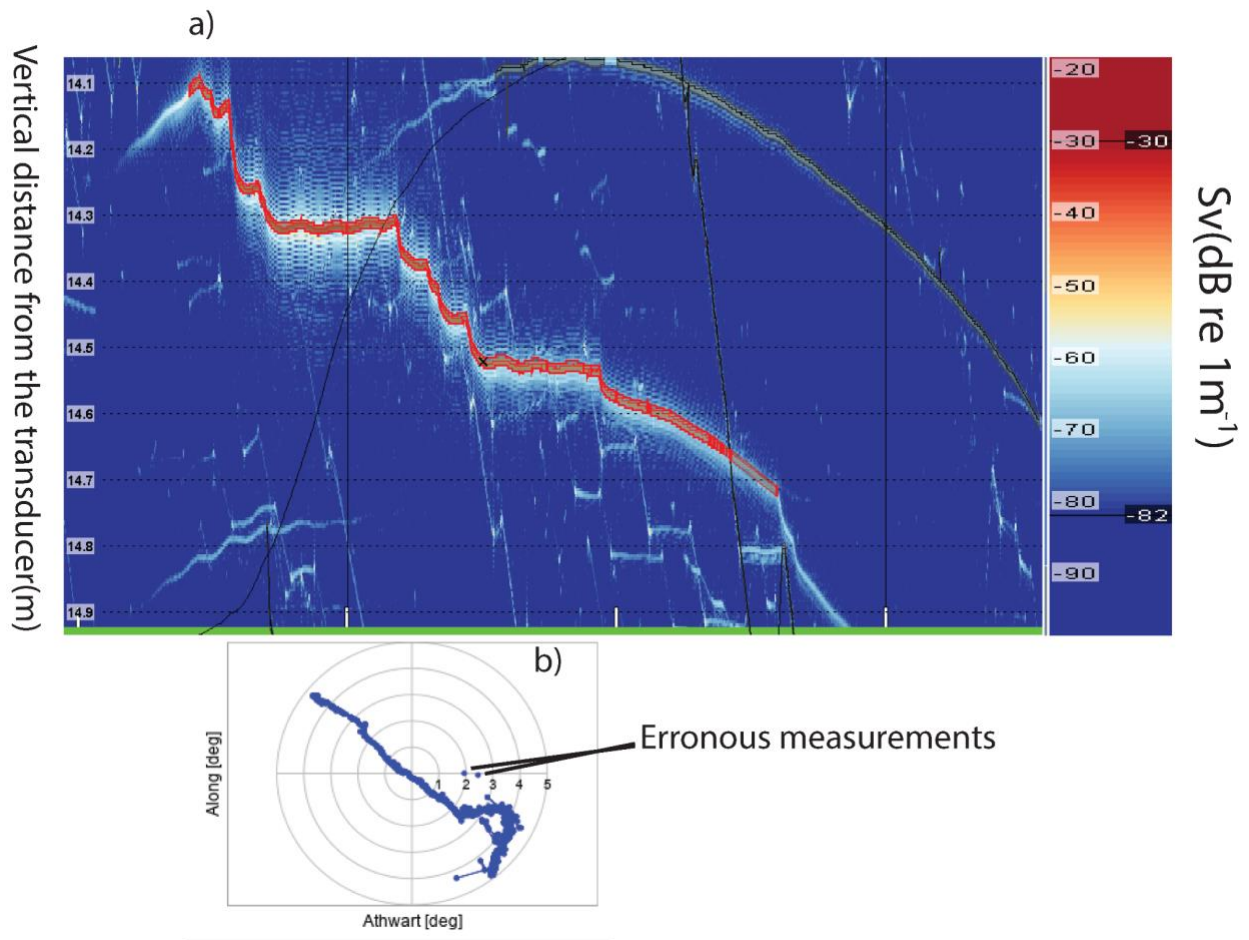 a)
Vertical distance from the transducer(m)
14.1
14.2
14.3
14.4
14.5
14.6
14.7
14.8
14.9
-20
-30 -30
-40
-50
-60
-70
-80
-82
-90
Sv(dB re 1m⁻¹)
b)
Erronous measurements
Along [deg]
1 2 3 4 5
Athwart [deg]